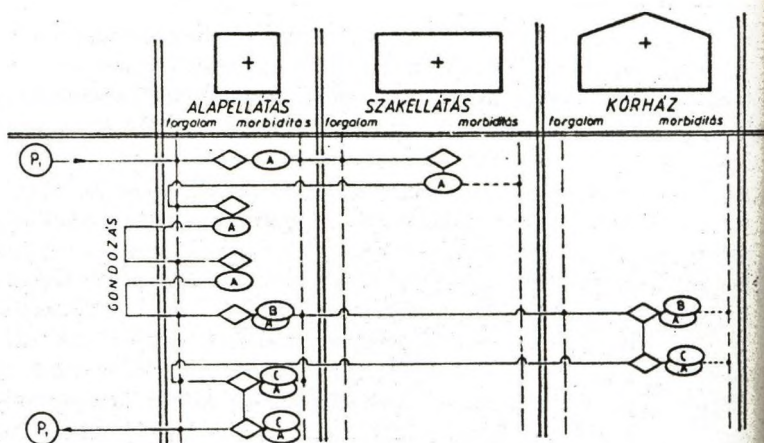 ALAPELLÁTÁS SZAKELLÁTÁS KÓRHÁZ
forgalom morbiditás forgalom morbiditás forgalom morbiditás
P₁ A
A
A
GONDOZÁS
A
B A B A
C A
C A
P₁ C A